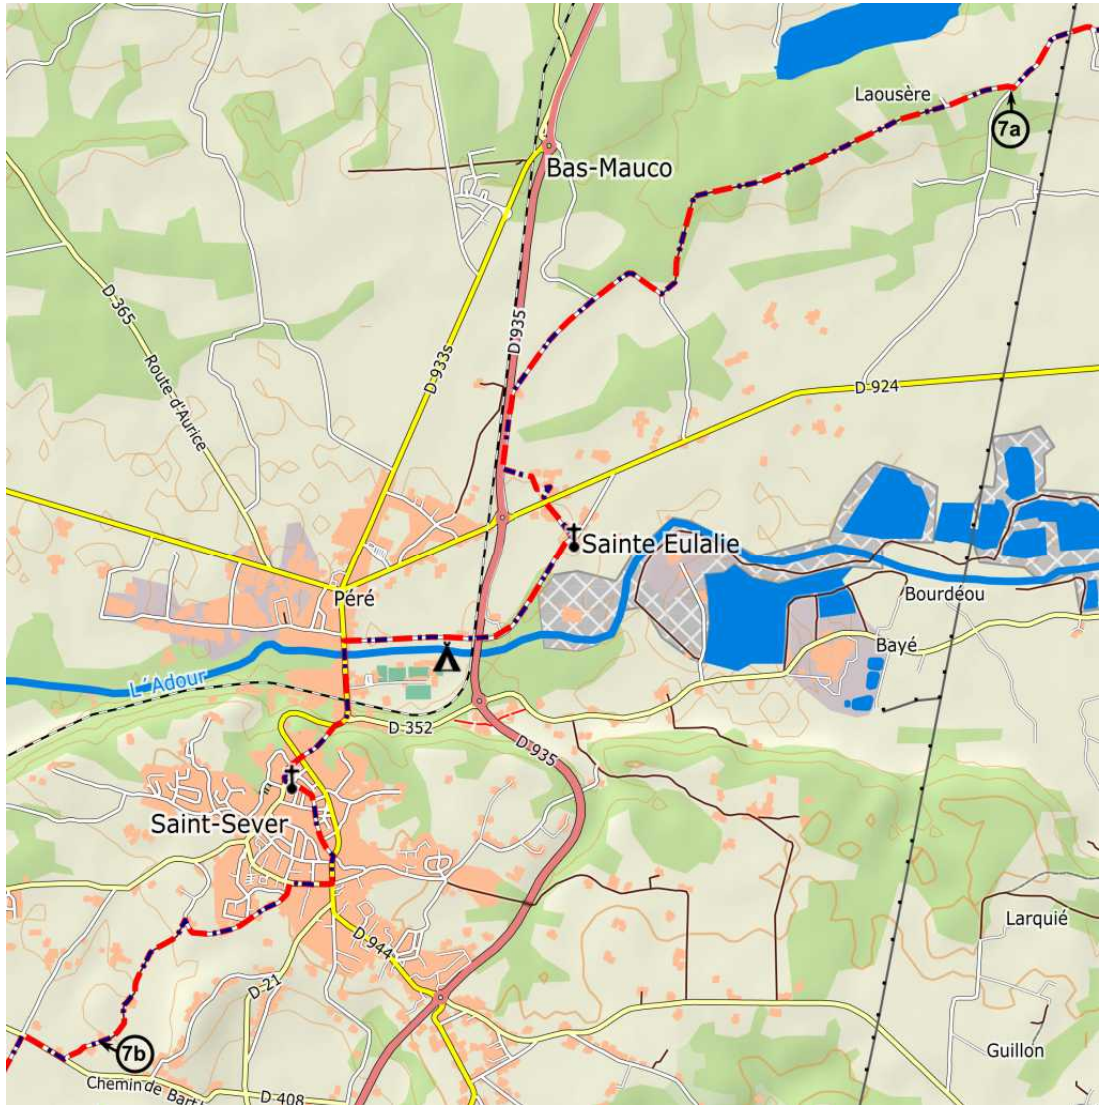 Laousère
7a
Bas-Mauco
D 365
D 935
D 933s
Route d'Aurice
D 924
Sainte Eulalie
Péré
Bourdéou
Bayé
L'Adour
D 352
D 935
Saint-Sever
Larquié
D 944
D 21
7b
Guillon
Chemin de Bart
D 408